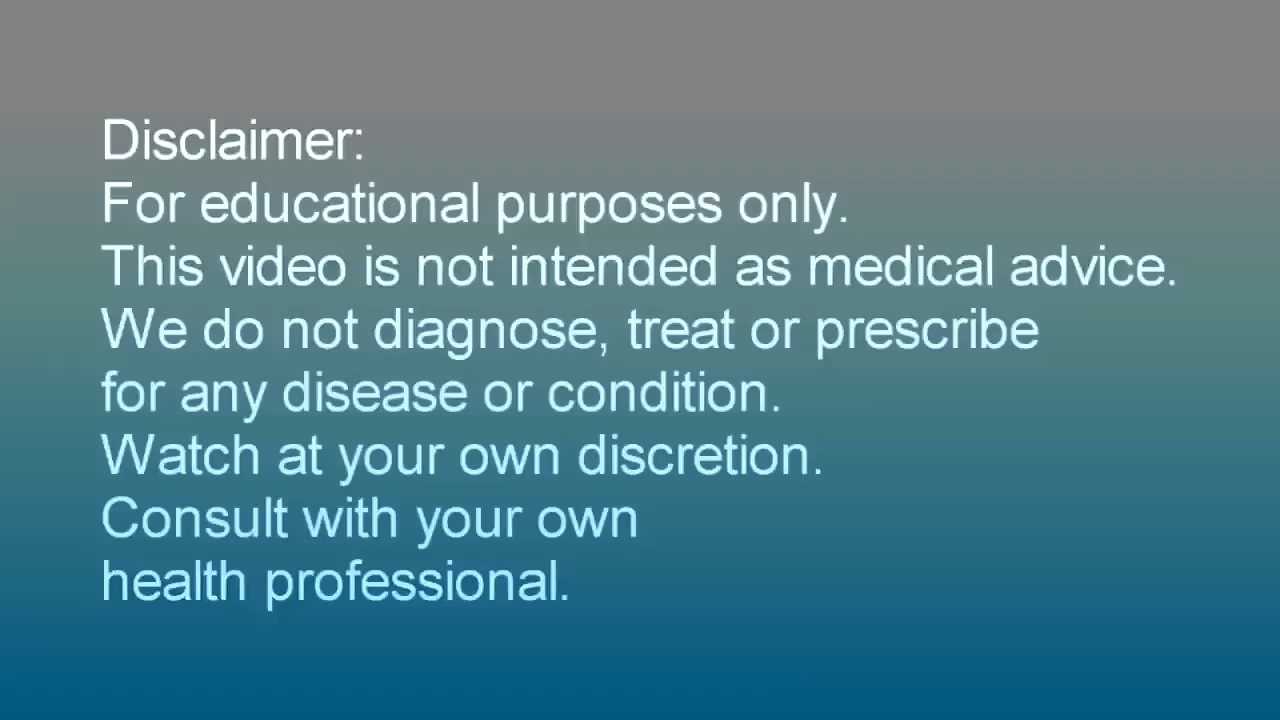 Disclaimer:
For educational purposes only.
This video is not intended as medical advice.
We do not diagnose, treat or prescribe
for any disease or condition.
Watch at your own discretion.
Consult with your own
health professional.